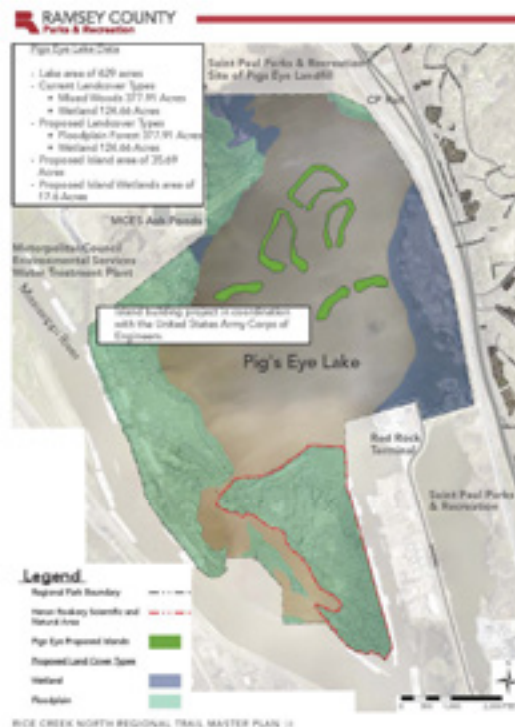 RAMSEY COUNTY
Parks & Recreation
Pigs Eye Lake Data
- Lake area of 629 acres
- Current Landcover Types
• Mixed Woods 377.91 Acres
• Wetland 124.66 Acres
- Proposed Landcover Types
• Floodplain Forest 377.91 Acres
• Wetland 124.66 Acres
- Proposed Island area of 35.69
Acres
- Proposed Island Wetlands area of
17.6 Acres
Saint Paul Parks & Recreation
Site of Pigs Eye Landfill
CP Rail
MCES Ash Ponds
Metropolitan Council
Environmental Services
Water Treatment Plant
Mississippi River
Island building project in coordination
with the United States Army Corps of
Engineers
Pig's Eye Lake
Red Rock
Terminal
Saint Paul Parks
& Recreation
Legend
Regional Park Boundary
Heron Rookery Scientific and
Natural Area
Pigs Eye Proposed Islands
Proposed Land Cover Types
Wetland
Floodplain
RICE CREEK NORTH REGIONAL TRAIL MASTER PLAN